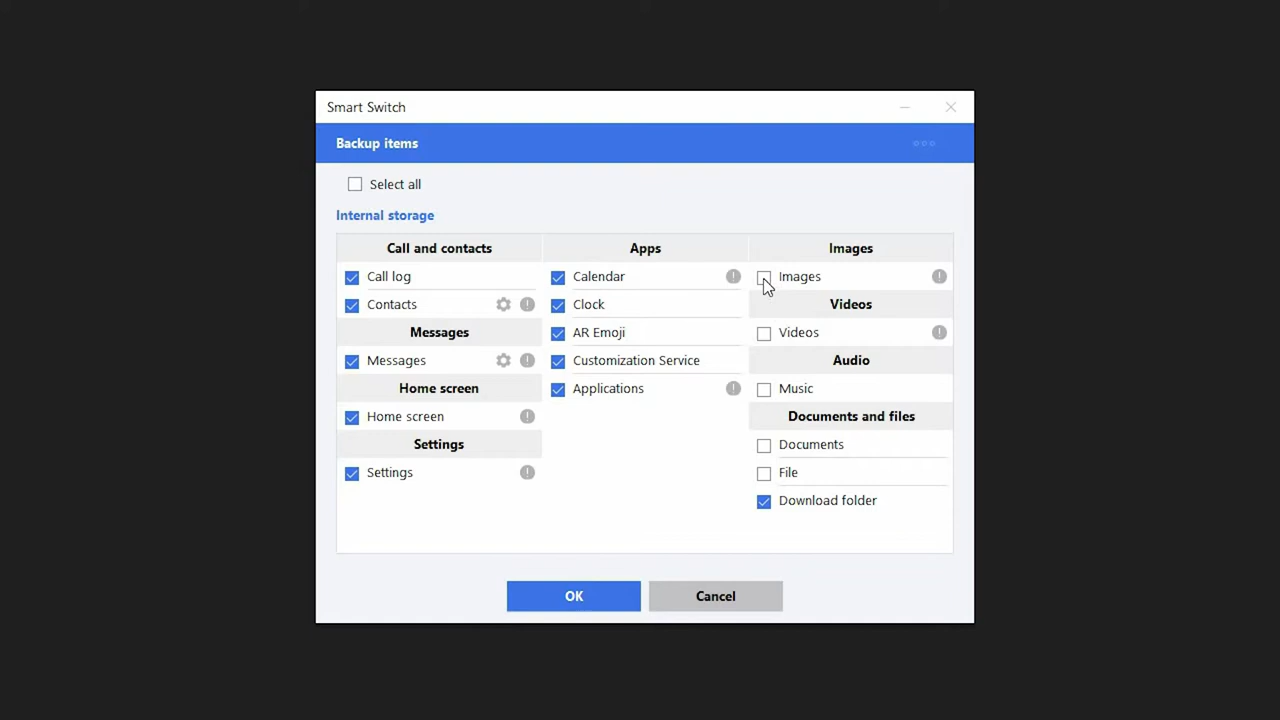 Smart Switch
Backup items
Select all
Internal storage
Call and contacts
Call log
Contacts
Messages
Messages
Home screen
Home screen
Settings
Settings
Apps
Calendar
Clock
AR Emoji
Customization Service
Applications
Images
Images
Videos
Videos
Audio
Music
Documents and files
Documents
File
Download folder
OK
Cancel